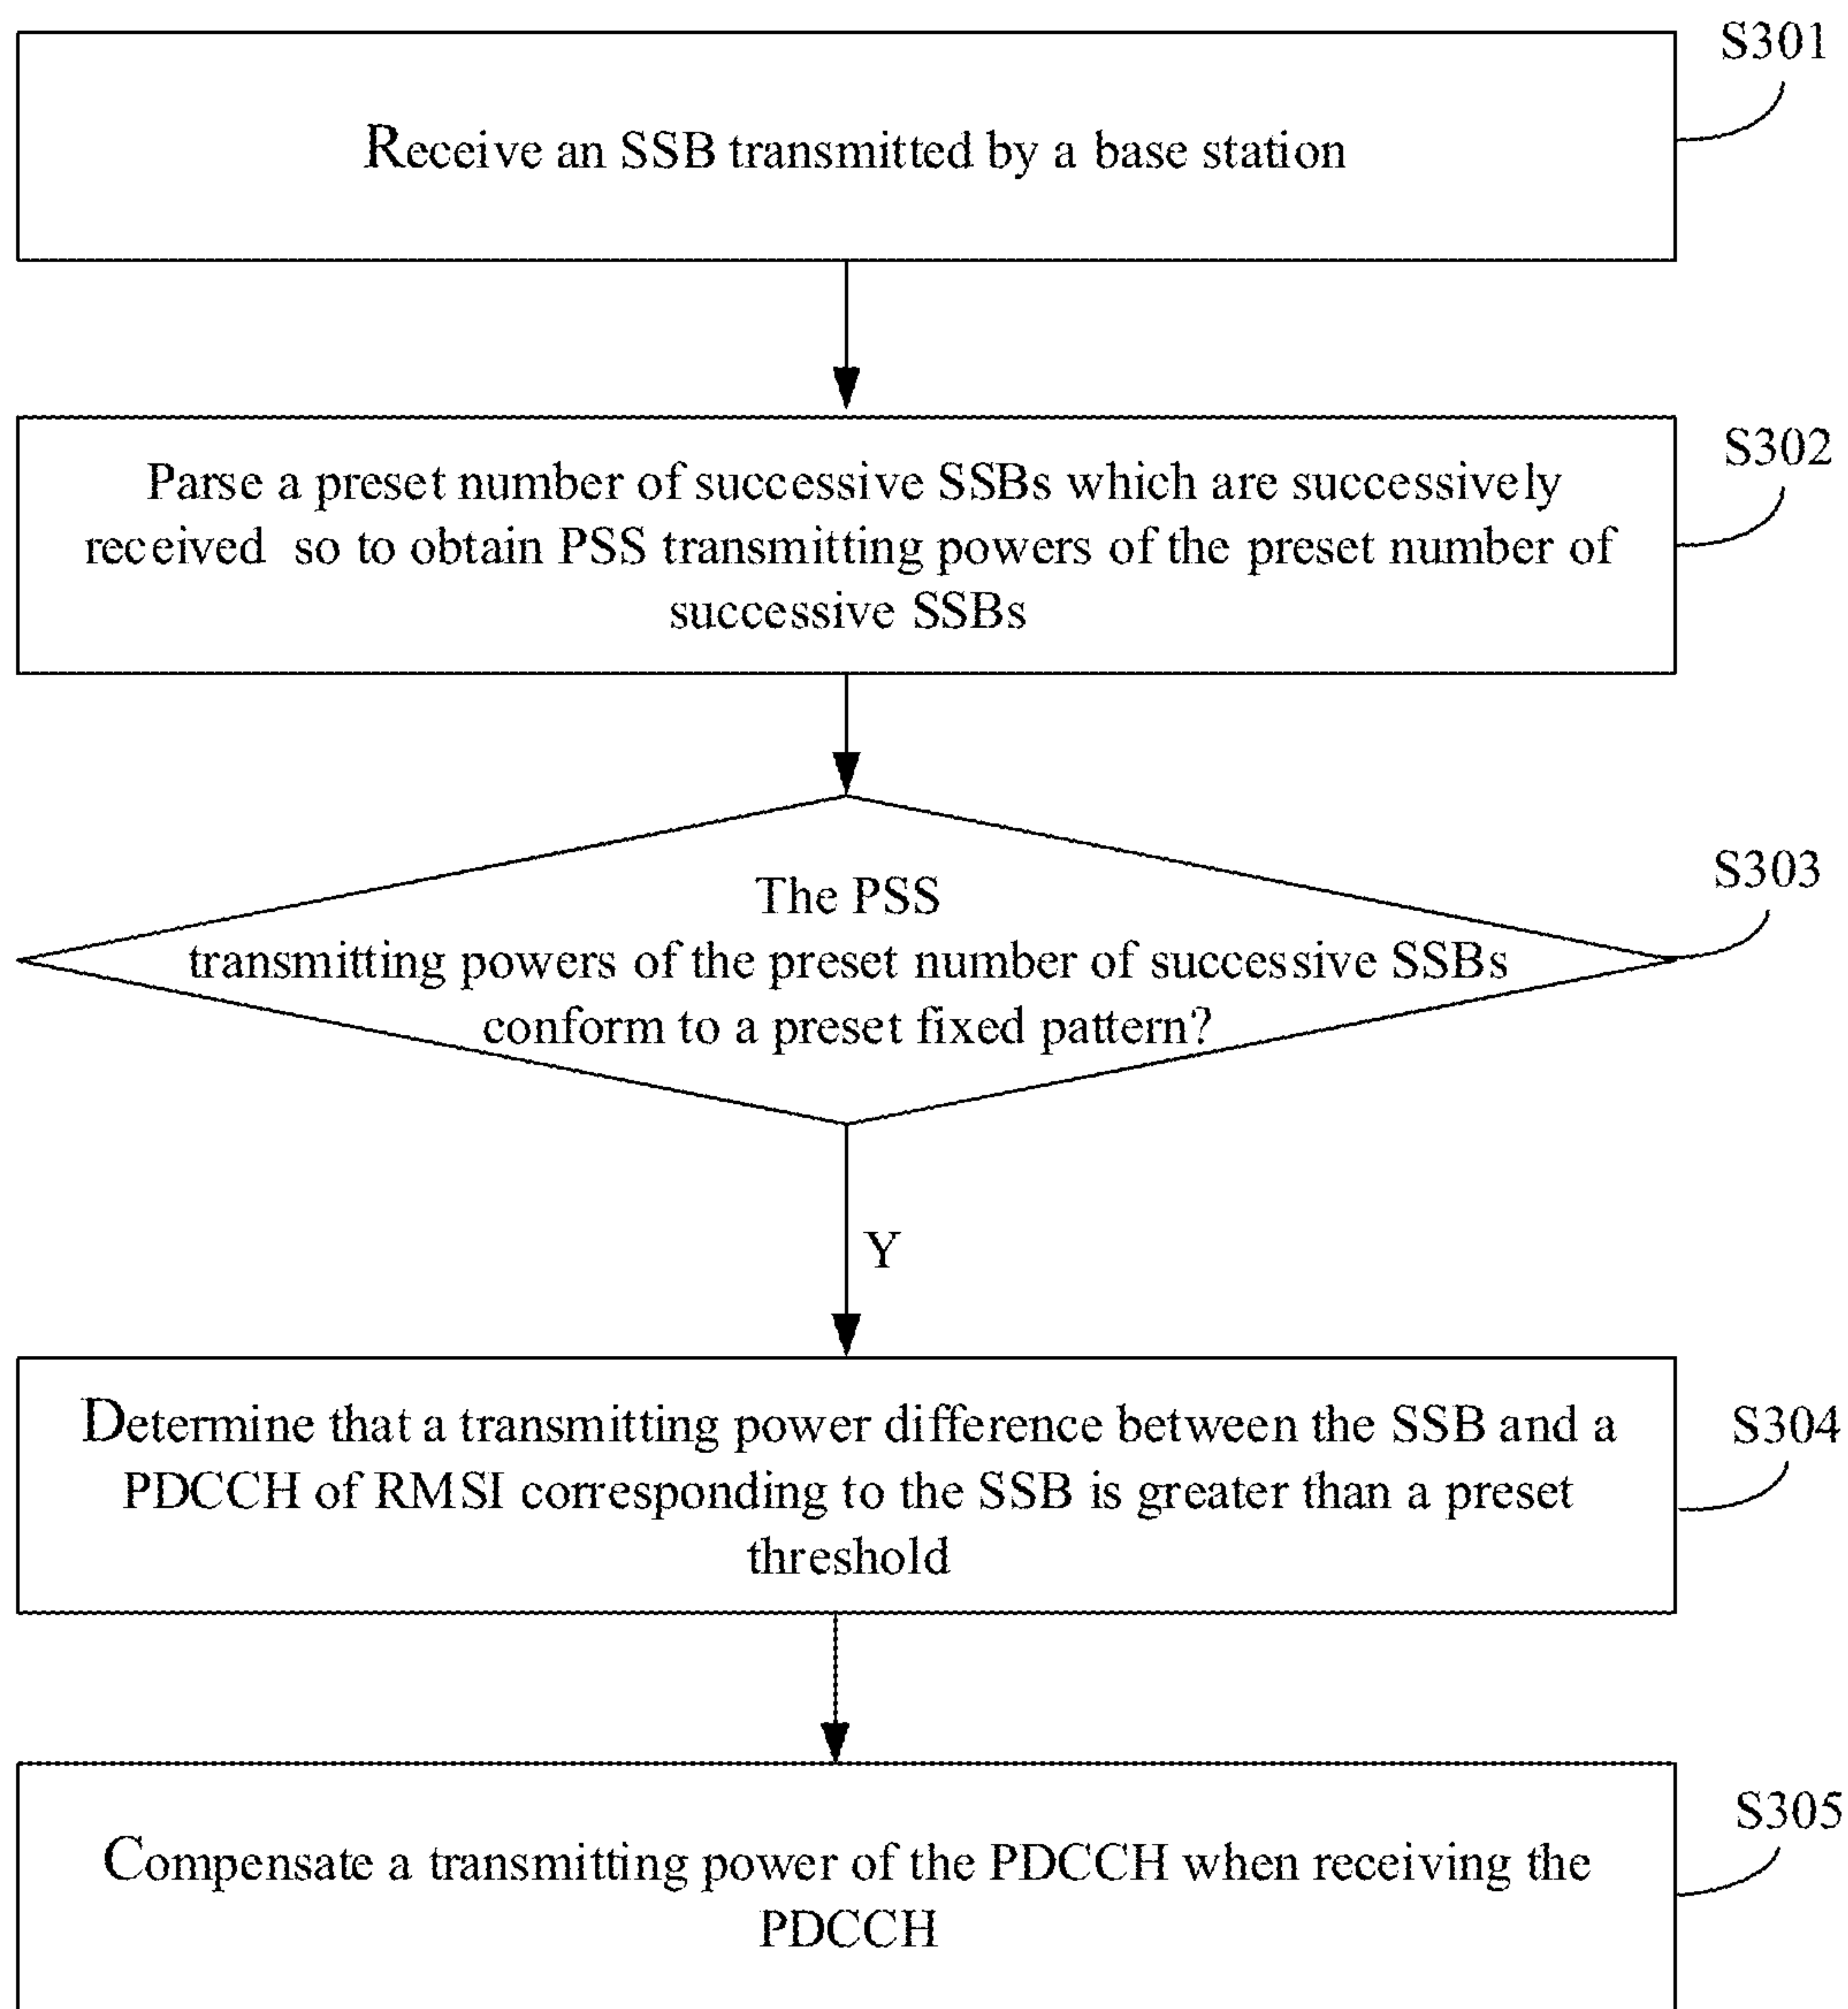 S301
Receive an SSB transmitted by a base station
S302
Parse a preset number of successive SSBs which are successively
received so to obtain PSS transmitting powers of the preset number of
successive SSBs
S303
The PSS
transmitting powers of the preset number of successive SSBs
conform to a preset fixed pattern?
Y
Determine that a transmitting power difference between the SSB and a
S304
PDCCH of RMSI corresponding to the SSB is greater than a preset
threshold
S305
Compensate a transmitting power of the PDCCH when receiving the
PDCCH